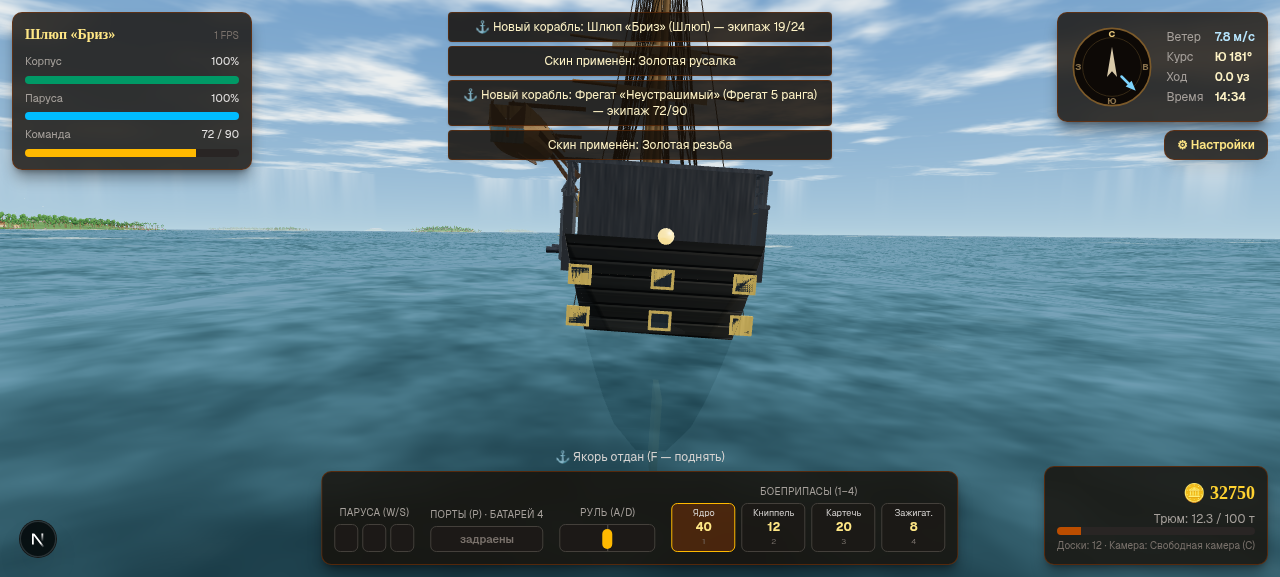 Шлюп «Бриз»
1 FPS
Корпус 100%
Паруса 100%
Команда 72 / 90
⚓ Новый корабль: Шлюп «Бриз» (Шлюп) — экипаж 19/24
Скин применён: Золотая русалка
⚓ Новый корабль: Фрегат «Неустрашимый» (Фрегат 5 ранга)
— экипаж 72/90
Скин применён: Золотая резьба
С
З
В
Ю
Ветер 7.8 м/с
Курс Ю 181°
Ход 0.0 уз
Время 14:34
⚙ Настройки
⚓ Якорь отдан (F — поднять)
ПАРУСА (W/S)
ПОРТЫ (P) · БАТАРЕЙ 4
задраены
РУЛЬ (A/D)
БОЕПРИПАСЫ (1–4)
Ядро
40
1
Книппель
12
2
Картечь
20
3
Зажигат.
8
4
🪙 32750
Трюм: 12.3 / 100 т
Доски: 12 · Камера: Свободная камера (C)
N